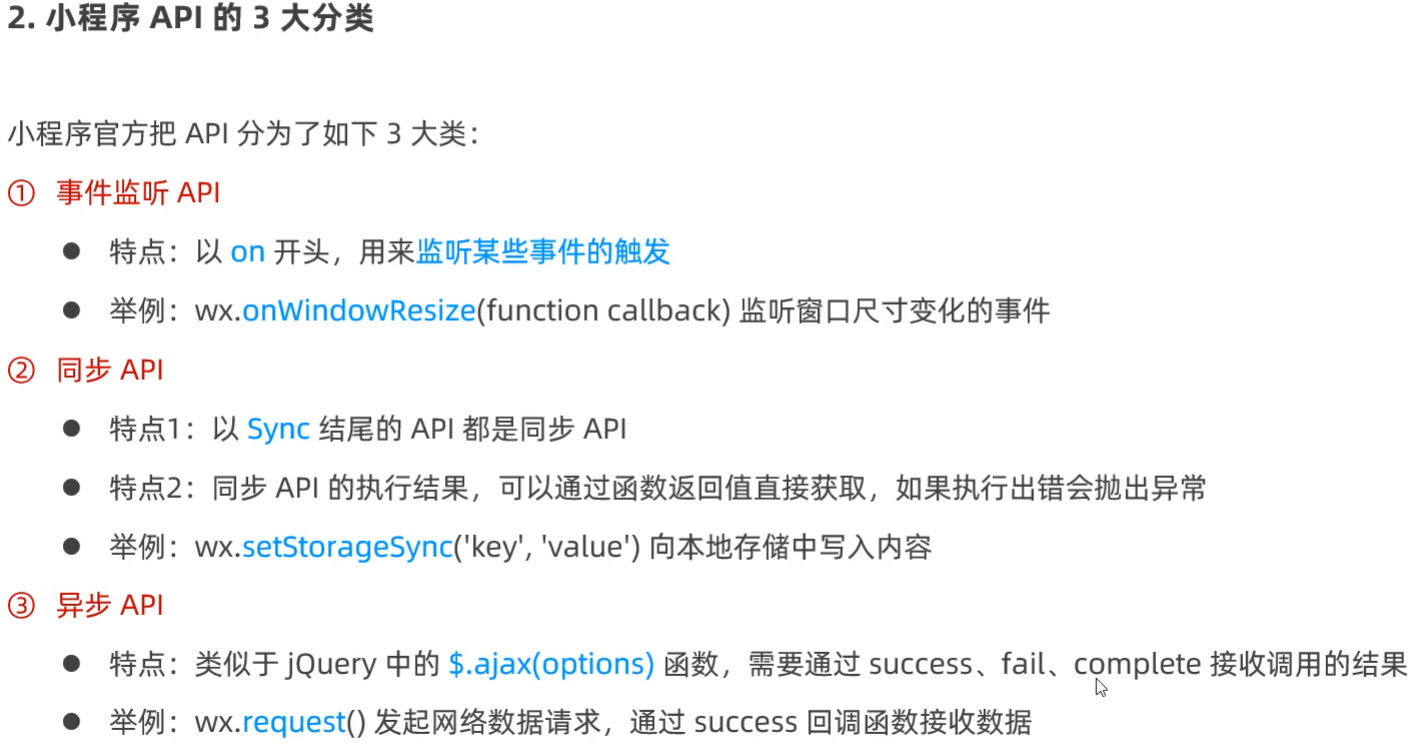 2. 小程序 API 的 3 大分类
小程序官方把 API 分为了如下 3 大类：
① 事件监听 API
● 特点：以 on 开头，用来监听某些事件的触发
● 举例：wx.onWindowResize(function callback) 监听窗口尺寸变化的事件
② 同步 API
● 特点1：以 Sync 结尾的 API 都是同步 API
● 特点2：同步 API 的执行结果，可以通过函数返回值直接获取，如果执行出错会抛出异常
● 举例：wx.setStorageSync('key', 'value') 向本地存储中写入内容
③ 异步 API
● 特点：类似于 jQuery 中的 $.ajax(options) 函数，需要通过 success、fail、complete 接收调用的结果
● 举例：wx.request() 发起网络数据请求，通过 success 回调函数接收数据